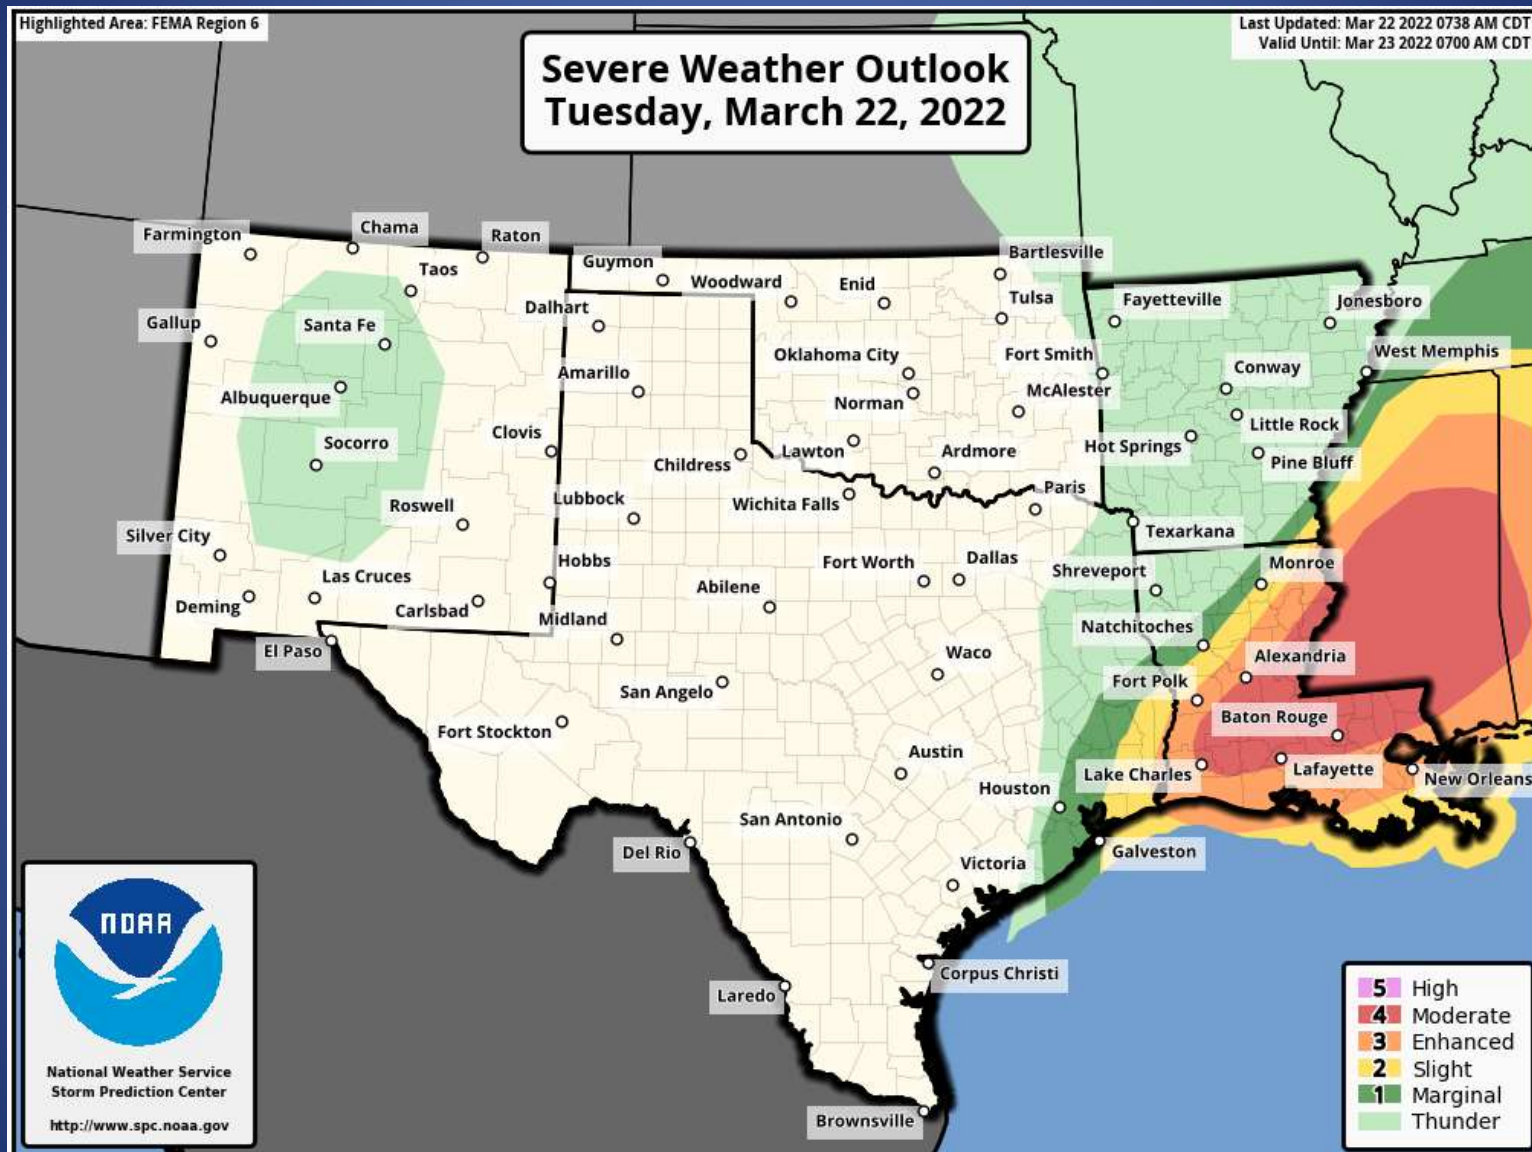 Highlighted Area: FEMA Region 6
Last Updated: Mar 22 2022 0738 AM CDT
Valid Until: Mar 23 2022 0700 AM CDT
Severe Weather Outlook
Tuesday, March 22, 2022
Farmington
Chama
Raton
Taos
Guymon
Woodward
Enid
Bartlesville
Tulsa
Fayetteville
Jonesboro
Gallup
Santa Fe
Dalhart
Oklahoma City
Fort Smith
West Memphis
Conway
Amarillo
Albuquerque
Norman
McAlester
Little Rock
Socorro
Clovis
Childress
Lawton
Ardmore
Hot Springs
Pine Bluff
Roswell
Lubbock
Wichita Falls
Paris
Texarkana
Silver City
Hobbs
Fort Worth
Dallas
Shreveport
Monroe
Las Cruces
Deming
Carlsbad
Abilene
Midland
Natchitoches
El Paso
Waco
Alexandria
San Angelo
Fort Polk
Fort Stockton
Baton Rouge
Austin
Houston
Lake Charles
Lafayette
New Orleans
San Antonio
Del Rio
Victoria
Galveston
Corpus Christi
Laredo
Brownsville
NOAA
National Weather Service
Storm Prediction Center
http://www.spc.noaa.gov
5 High
4 Moderate
3 Enhanced
2 Slight
1 Marginal
Thunder